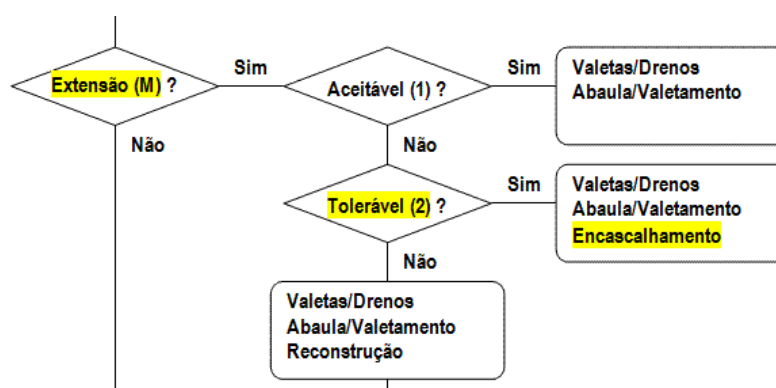 Extensão (M) ?
Sim
Aceitável (1) ?
Sim
Valetas/Drenos
Abaula/Valetamento
Não
Não
Tolerável (2) ?
Sim
Valetas/Drenos
Abaula/Valetamento
Encascalhamento
Não
Valetas/Drenos
Abaula/Valetamento
Reconstrução